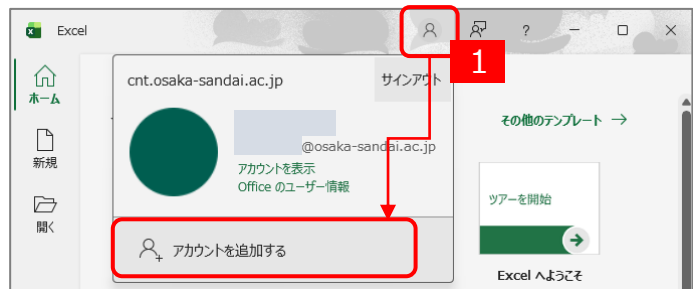 Excel
?
1
ホーム
新規
開く
cnt.osaka-sandai.ac.jp
サインアウト
@osaka-sandai.ac.jp
アカウントを表示
Office のユーザー情報
アカウントを追加する
その他のテンプレート →
ツアーを開始
Excel へようこそ